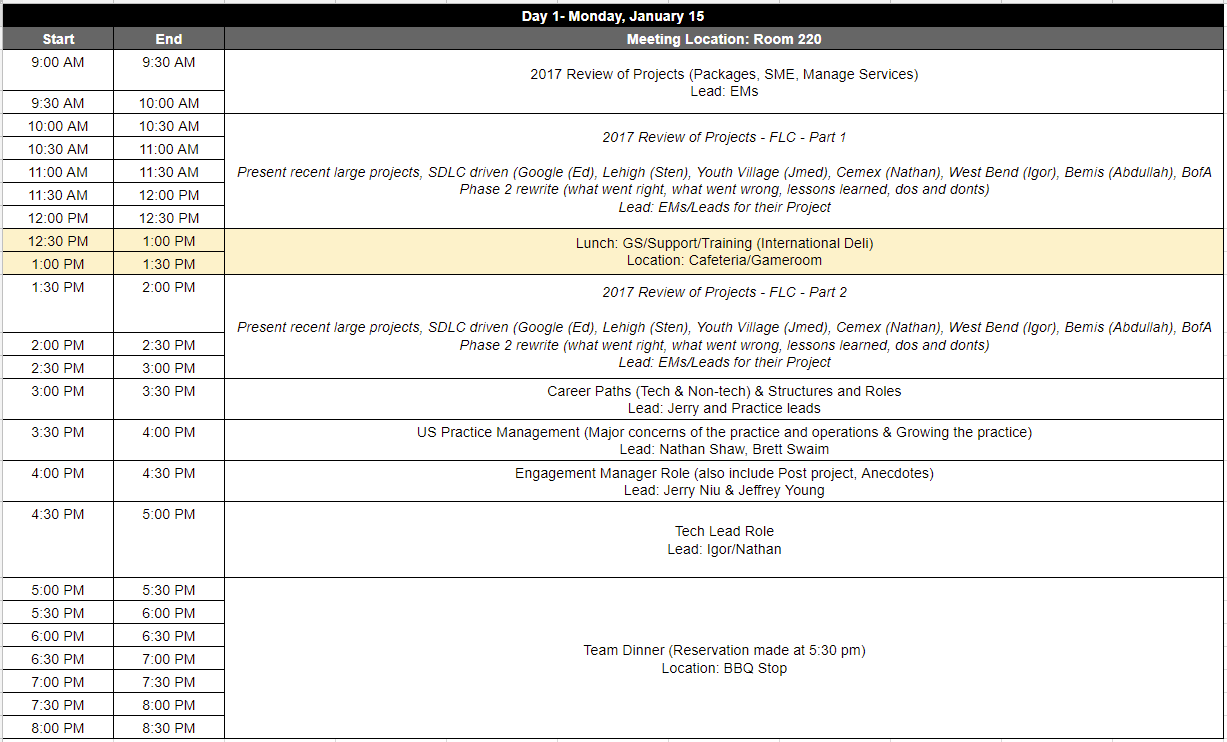 Day 1- Monday, January 15
Start End Meeting Location: Room 220
9:00 AM 9:30 AM
2017 Review of Projects (Packages, SME, Manage Services)
Lead: EMs
9:30 AM 10:00 AM
10:00 AM 10:30 AM
2017 Review of Projects - FLC - Part 1
10:30 AM 11:00 AM
11:00 AM 11:30 AM Present recent large projects, SDLC driven (Google (Ed), Lehigh (Sten), Youth Village (Jmed), Cemex (Nathan), West Bend (Igor), Bemis (Abdullah), BofA
11:30 AM 12:00 PM Phase 2 rewrite (what went right, what went wrong, lessons learned, dos and donts)
Lead: EMs/Leads for their Project
12:00 PM 12:30 PM
12:30 PM 1:00 PM Lunch: GS/Support/Training (International Deli)
1:00 PM 1:30 PM Location: Cafeteria/Gameroom
1:30 PM 2:00 PM 2017 Review of Projects - FLC - Part 2
Present recent large projects, SDLC driven (Google (Ed), Lehigh (Sten), Youth Village (Jmed), Cemex (Nathan), West Bend (Igor), Bemis (Abdullah), BofA
2:00 PM 2:30 PM Phase 2 rewrite (what went right, what went wrong, lessons learned, dos and donts)
2:30 PM 3:00 PM Lead: EMs/Leads for their Project
3:00 PM 3:30 PM Career Paths (Tech & Non-tech) & Structures and Roles
Lead: Jerry and Practice leads
3:30 PM 4:00 PM US Practice Management (Major concerns of the practice and operations & Growing the practice)
Lead: Nathan Shaw, Brett Swaim
4:00 PM 4:30 PM Engagement Manager Role (also include Post project, Anecdotes)
Lead: Jerry Niu & Jeffrey Young
4:30 PM 5:00 PM
Tech Lead Role
Lead: Igor/Nathan
5:00 PM 5:30 PM
5:30 PM 6:00 PM
6:00 PM 6:30 PM
Team Dinner (Reservation made at 5:30 pm)
6:30 PM 7:00 PM
Location: BBQ Stop
7:00 PM 7:30 PM
7:30 PM 8:00 PM
8:00 PM 8:30 PM